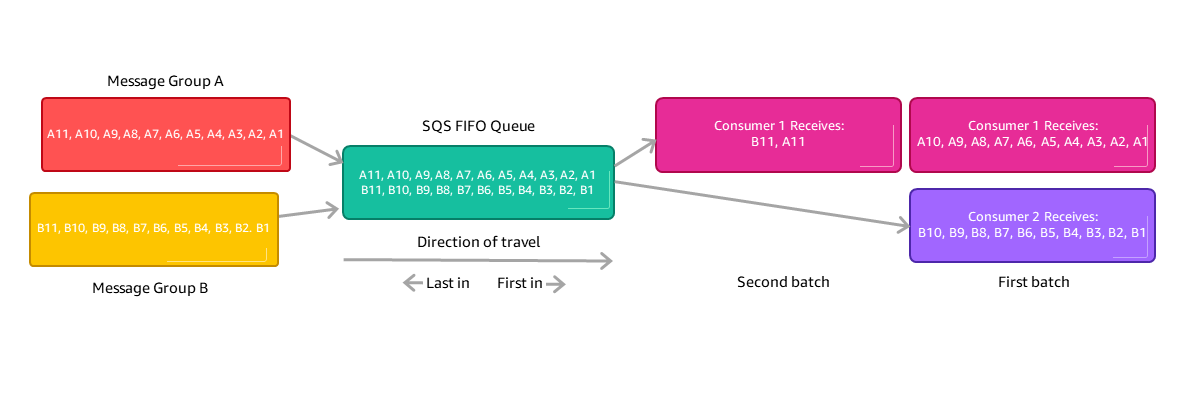 Message Group A
A11, A10, A9, A8, A7, A6, A5, A4, A3, A2, A1
B11, B10, B9, B8, B7, B6, B5, B4, B3, B2. B1
Message Group B
SQS FIFO Queue
A11, A10, A9, A8, A7, A6, A5, A4, A3, A2, A1
B11, B10, B9, B8, B7, B6, B5, B4, B3, B2, B1
Direction of travel
Last in
First in
Consumer 1 Receives:
B11, A11
Second batch
Consumer 1 Receives:
A10, A9, A8, A7, A6, A5, A4, A3, A2, A1
Consumer 2 Receives:
B10, B9, B8, B7, B6, B5, B4, B3, B2, B1
First batch